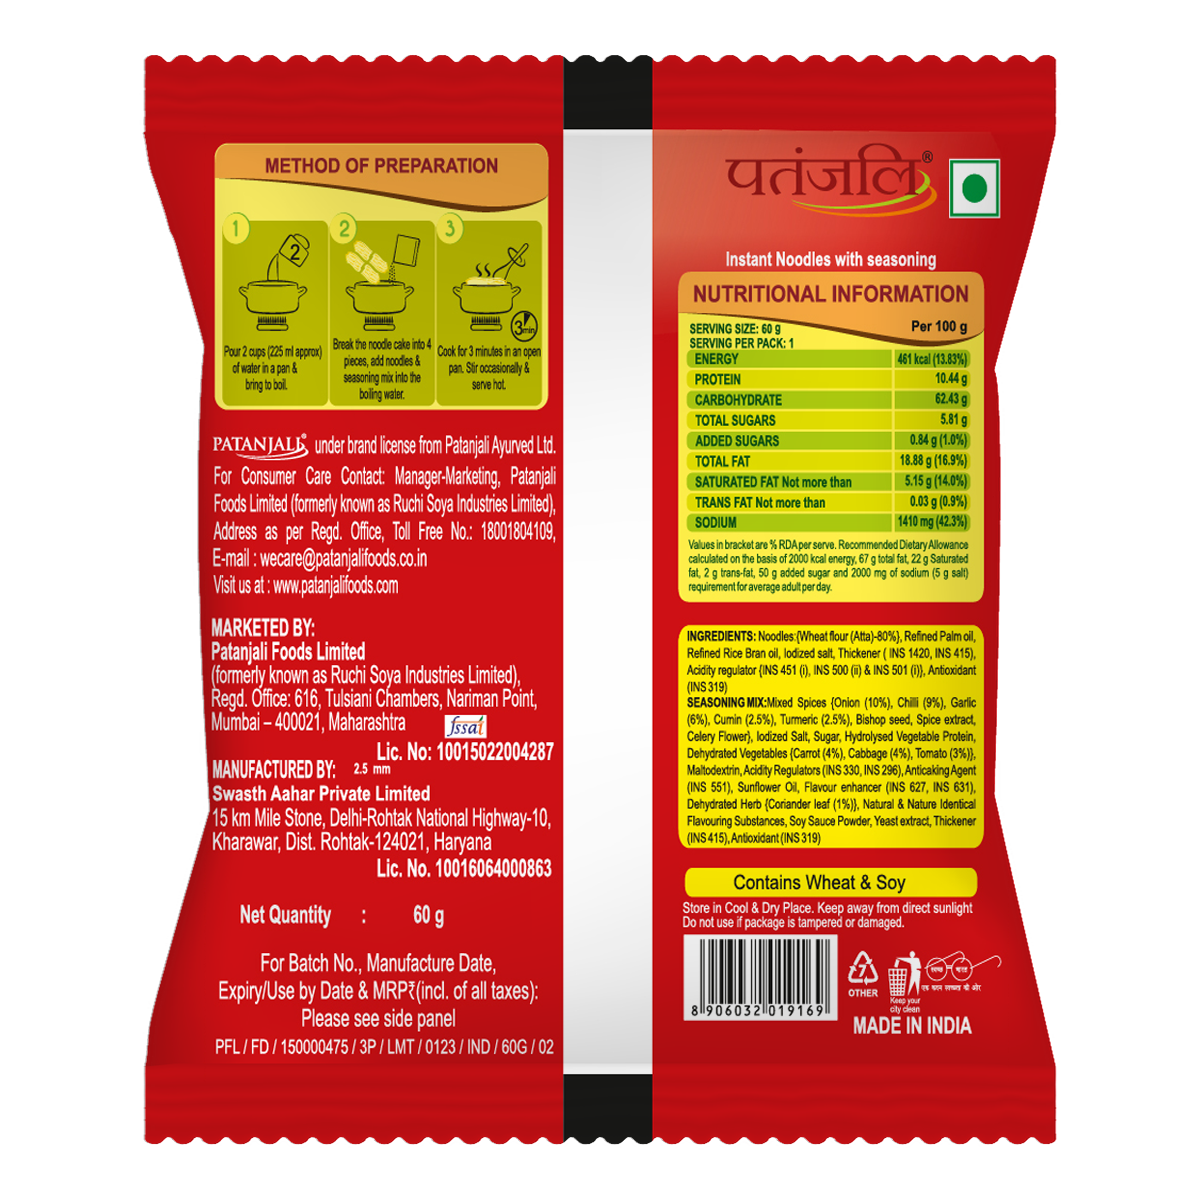 METHOD OF PREPARATION
1
2
Pour 2 cups (225 ml approx)
of water in a pan &
bring to boil.
2
Break the noodle cake into 4
pieces, add noodles &
seasoning mix into the
boiling water.
3
3min
Cook for 3 minutes in an open
pan. Stir occasionally &
serve hot.
PATANJALI® under brand license from Patanjali Ayurved Ltd.
For Consumer Care Contact: Manager-Marketing, Patanjali
Foods Limited (formerly known as Ruchi Soya Industries Limited),
Address as per Regd. Office, Toll Free No.: 18001804109,
E-mail : wecare@patanjalifoods.co.in
Visit us at : www.patanjalifoods.com
MARKETED BY:
Patanjali Foods Limited
(formerly known as Ruchi Soya Industries Limited),
Regd. Office: 616, Tulsiani Chambers, Nariman Point,
Mumbai – 400021, Maharashtra
fssai
Lic. No: 10015022004287
MANUFACTURED BY: 2.5 mm
Swasth Aahar Private Limited
15 km Mile Stone, Delhi-Rohtak National Highway-10,
Kharawar, Dist. Rohtak-124021, Haryana
Lic. No. 10016064000863
Net Quantity : 60 g
For Batch No., Manufacture Date,
Expiry/Use by Date & MRP₹(incl. of all taxes):
Please see side panel
PFL / FD / 150000475 / 3P / LMT / 0123 / IND / 60G / 02
पतंजलि®
Instant Noodles with seasoning
NUTRITIONAL INFORMATION
SERVING SIZE: 60 g Per 100 g
SERVING PER PACK: 1
ENERGY 461 kcal (13.83%)
PROTEIN 10.44 g
CARBOHYDRATE 62.43 g
TOTAL SUGARS 5.81 g
ADDED SUGARS 0.84 g (1.0%)
TOTAL FAT 18.88 g (16.9%)
SATURATED FAT Not more than 5.15 g (14.0%)
TRANS FAT Not more than 0.03 g (0.9%)
SODIUM 1410 mg (42.3%)
Values in bracket are % RDA per serve. Recommended Dietary Allowance
calculated on the basis of 2000 kcal energy, 67 g total fat, 22 g Saturated
fat, 2 g trans-fat, 50 g added sugar and 2000 mg of sodium (5 g salt)
requirement for average adult per day.
INGREDIENTS: Noodles:{Wheat flour (Atta)-80%}, Refined Palm oil,
Refined Rice Bran oil, Iodized salt, Thickener ( INS 1420, INS 415),
Acidity regulator {INS 451 (i), INS 500 (ii) & INS 501 (i)}, Antioxidant
(INS 319)
SEASONING MIX:Mixed Spices {Onion (10%), Chilli (9%), Garlic
(6%), Cumin (2.5%), Turmeric (2.5%), Bishop seed, Spice extract,
Celery Flower}, Iodized Salt, Sugar, Hydrolysed Vegetable Protein,
Dehydrated Vegetables {Carrot (4%), Cabbage (4%), Tomato (3%)},
Maltodextrin, Acidity Regulators (INS 330, INS 296), Anticaking Agent
(INS 551), Sunflower Oil, Flavour enhancer (INS 627, INS 631),
Dehydrated Herb {Coriander leaf (1%)}, Natural & Nature Identical
Flavouring Substances, Soy Sauce Powder, Yeast extract, Thickener
(INS 415), Antioxidant (INS 319)
Contains Wheat & Soy
Store in Cool & Dry Place. Keep away from direct sunlight
Do not use if package is tampered or damaged.
8 906032 019169
7
OTHER
Keep your
city clean
स्वच्छ भारत
एक कदम स्वच्छता की ओर
MADE IN INDIA